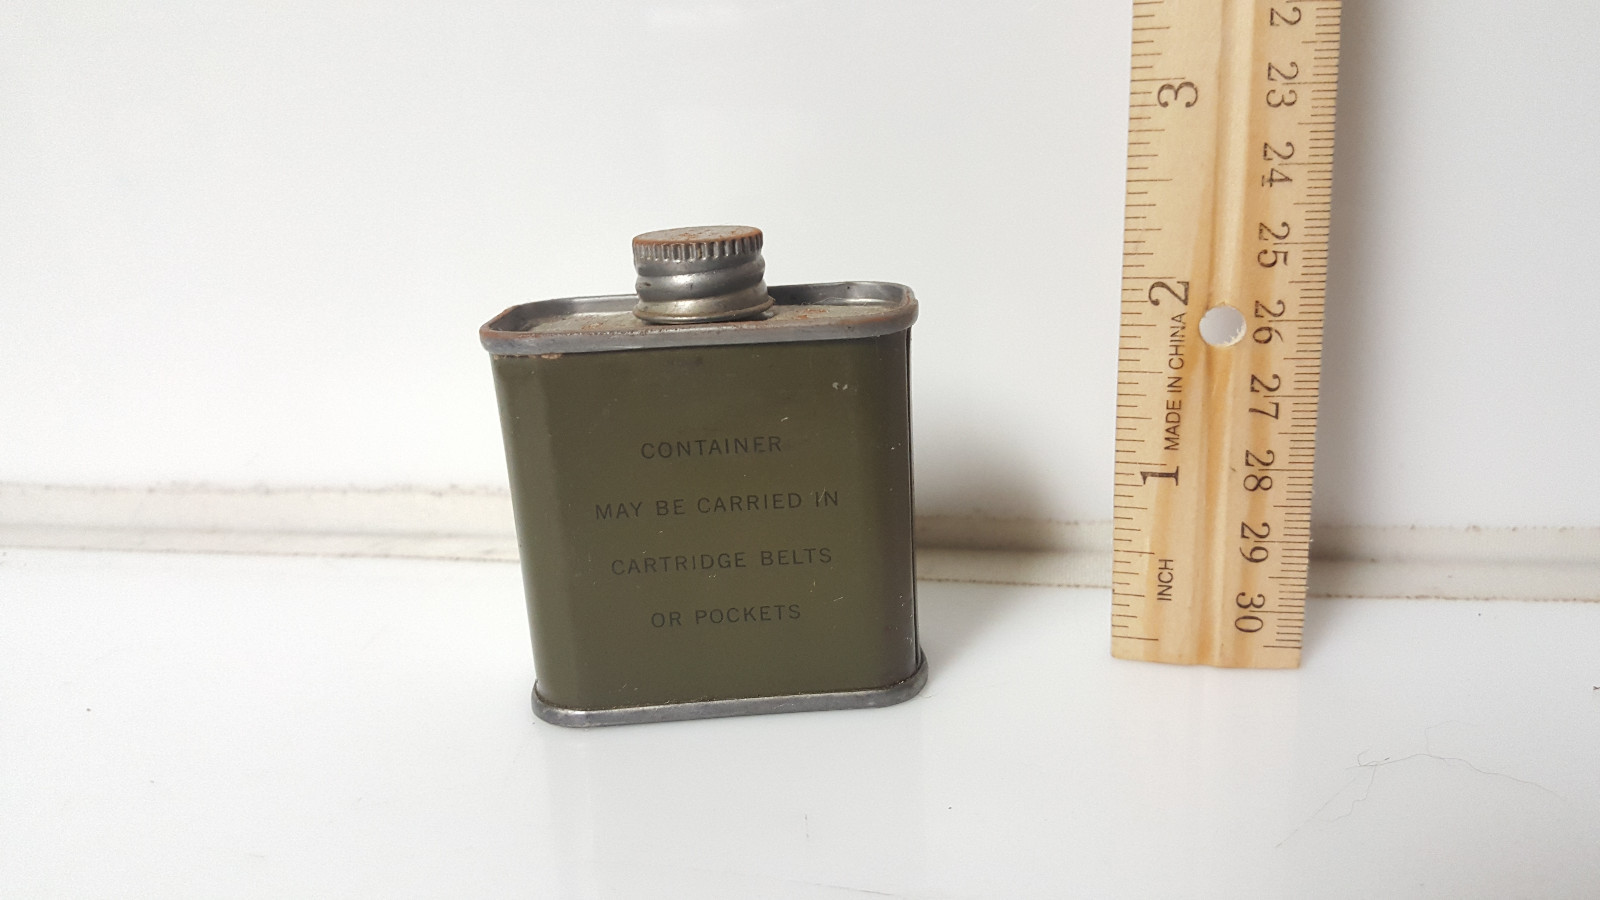 CONTAINER
MAY BE CARRIED IN
CARTRIDGE BELTS
OR POCKETS
3
2
1
INCH
MADE IN CHINA
2
23
24
25
26
27
28
29
30